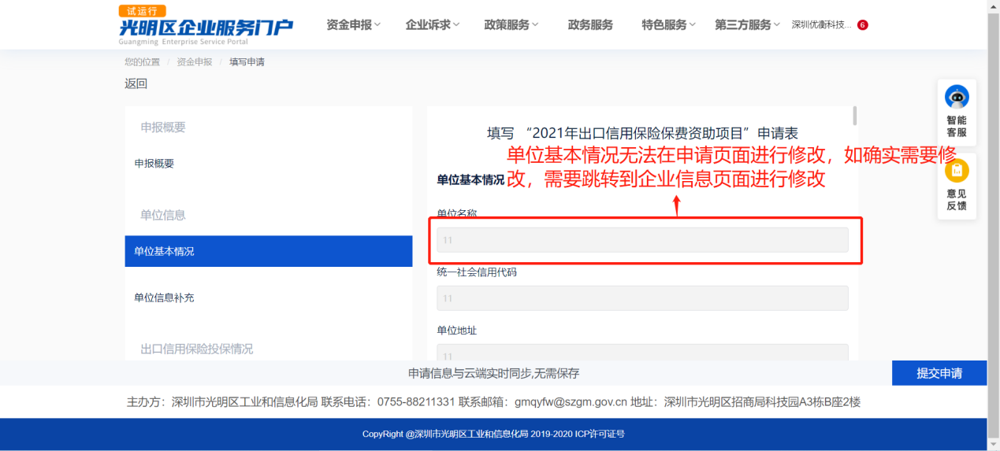 试运行
光明区企业服务门户
Guangming Enterprise Service Portal
资金申报 企业诉求 政策服务 政务服务 特色服务 第三方服务 深圳优衡科技... 6
您的位置 / 资金申报 / 填写申请
返回
申报概要
申报概要
单位信息
单位基本情况
单位信息补充
出口信用保险投保情况
填写 “2021年出口信用保险保费资助项目”申请表
单位基本情况无法在申请页面进行修改，如确实需要修
改，需要跳转到企业信息页面进行修改
单位基本情况
单位名称
11
统一社会信用代码
11
单位地址
11
智能
客服
意见
反馈
申请信息与云端实时同步,无需保存
提交申请
主办方：深圳市光明区工业和信息化局 联系电话：0755-88211331 联系邮箱：gmqyfw@szgm.gov.cn 地址：深圳市光明区招商局科技园A3栋B座2楼
CopyRight @深圳市光明区工业和信息化局 2019-2020 ICP许可证号